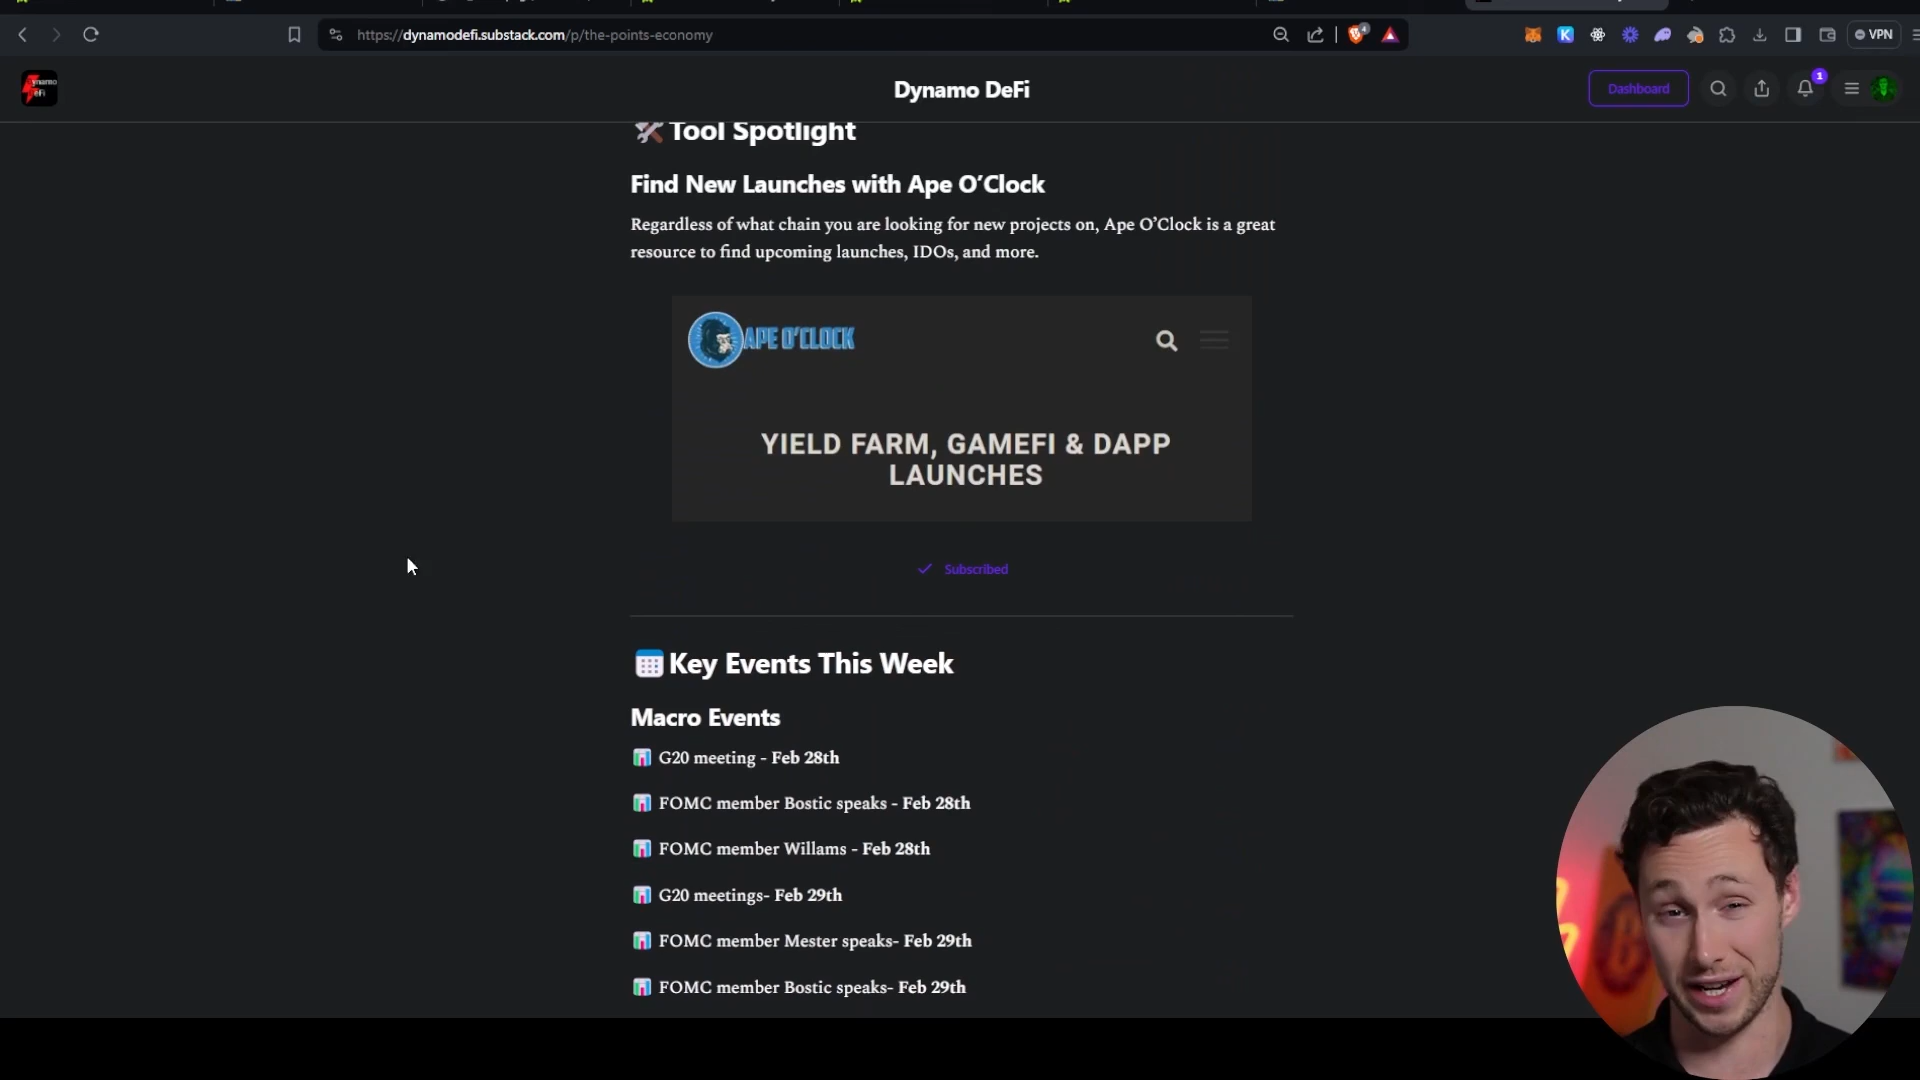 https://dynamodefi.substack.com/p/the-points-economy
4
K
VPN
Dynamo DeFi
Dashboard
1
Tool Spotlight
Find New Launches with Ape O’Clock
Regardless of what chain you are looking for new projects on, Ape O’Clock is a great
resource to find upcoming launches, IDOs, and more.
APE O'CLOCK
YIELD FARM, GAMEFI & DAPP
LAUNCHES
Subscribed
Key Events This Week
Macro Events
G20 meeting - Feb 28th
FOMC member Bostic speaks - Feb 28th
FOMC member Willams - Feb 28th
G20 meetings- Feb 29th
FOMC member Mester speaks- Feb 29th
FOMC member Bostic speaks- Feb 29th